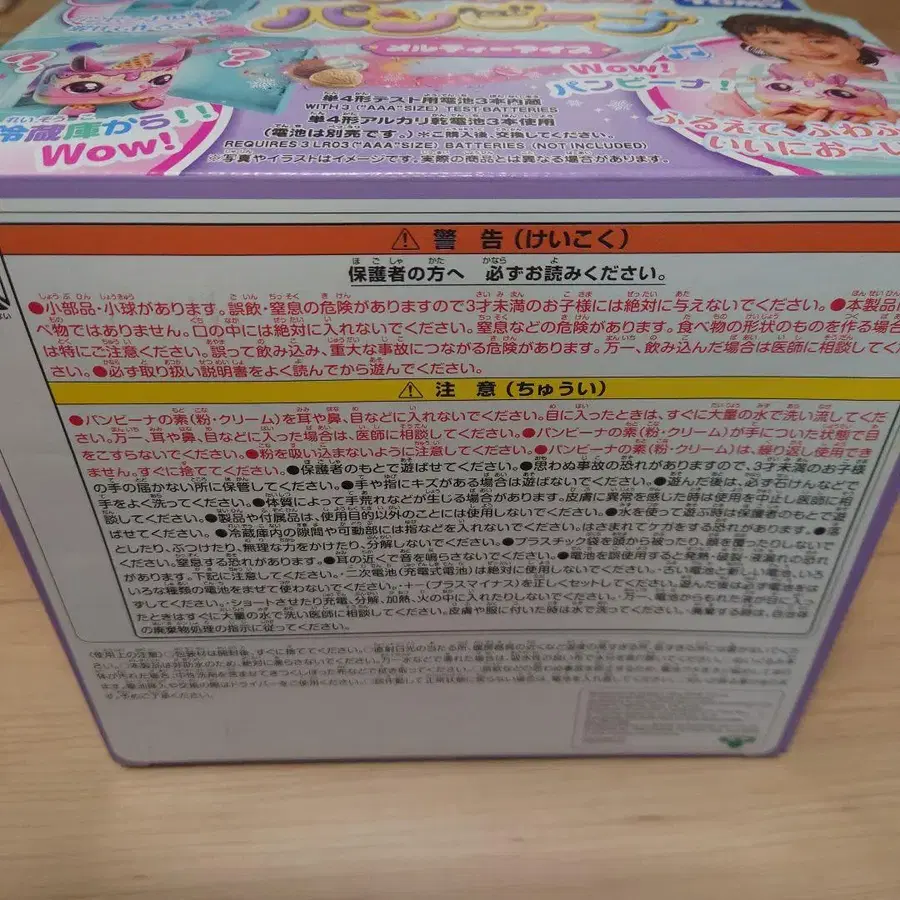 パンビーナ
TOMY
メルティーアイス
Wow!
パンビーナ!
冷蔵庫から!!
Wow!
単4形テスト用電池3本内蔵
WITH 3 ("AAA" SIZE) TEST BATTERIES
単4形アルカリ乾電池3本使用
(電池は別売です。) ※ご購入後、交換してください。
REQUIRES 3 LR03 ("AAA" SIZE) BATTERIES (NOT INCLUDED)
※写真やイラストはイメージです。実際の商品とは異なる場合があります。
ふるえて、ふわふ
いいにお〜い
⚠ 警告(けいこく)
保護者の方へ 必ずお読みください。
●小部品・小球があります。誤飲・窒息の危険がありますので3才未満のお子様には絶対に与えないでください。●本製品は
べ物ではありません。口の中には絶対に入れないでください。窒息などの危険があります。食べ物の形状のものを作る場合
は特にご注意ください。誤って飲み込み、重大な事故につながる危険があります。万一、飲み込んだ場合は医師に相談してくだ
さい。●必ず取り扱い説明書をよく読んでから遊んでください。
⚠ 注意(ちゅうい)
●パンビーナの素(粉・クリーム)を耳や鼻、目などに入れないでください。目に入ったときは、すぐに大量の水で洗い流してくだ
さい。万一、耳や鼻、目などに入った場合は、医師に相談してください。●パンビーナの素(粉・クリーム)が手についた状態で目
をこすらないでください。●粉を吸い込まないように注意してください。●パンビーナの素(粉・クリーム)は、繰り返し使用でき
ません。すぐに捨ててください。●保護者のもとで遊ばせてください。●思わぬ事故の恐れがありますので、3才未満のお子様
の手の届かない所に保管してください。●手や指にキズがある場合は遊ばないでください。●遊んだ後は、必ず石けんなどで
手をよく洗ってください。●体質によって手荒れなどが生じる場合があります。皮膚に異常を感じた時は使用を中止し医師に相
談してください。●製品や付属品は、使用目的以外のことには使用しないでください。●水を使って遊ぶ時は保護者のもとで遊
ばせてください。●冷蔵庫内の隙間や可動部には指などを入れないでください。はさまれてケガをする恐れがあります。●落
としたり、ぶつけたり、無理な力をかけたり、分解しないでください。●プラスチック袋を頭から被ったり、顔を覆ったりしないで
ください。窒息する恐れがあります。●耳の近くで音を鳴らさないでください。●電池を誤使用すると発熱・破裂・液漏れの恐れ
があります。下記に注意してください。・二次電池(充電式電池)は絶対に使用しない。・古い電池と新しい電池、いろ
いろな種類の電池をまぜて使わないでください。・+−(プラスマイナス)を正しくセットしてください。・遊んだ後は必ず電池をは
ずしてください。・ショートさせたり充電、分解、加熱、火の中に入れたりしないでください。・万一、電池からもれた液が目に入っ
たときはすぐに大量の水で洗い医師に相談してください。皮膚や服に付いた時は水で洗ってください。・廃棄する時は、各自治体
の廃棄物処理の指示に従ってください。
〈使用上の注意〉